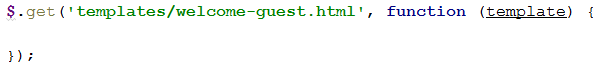 $.get('templates/welcome-guest.html', function (template) {
});